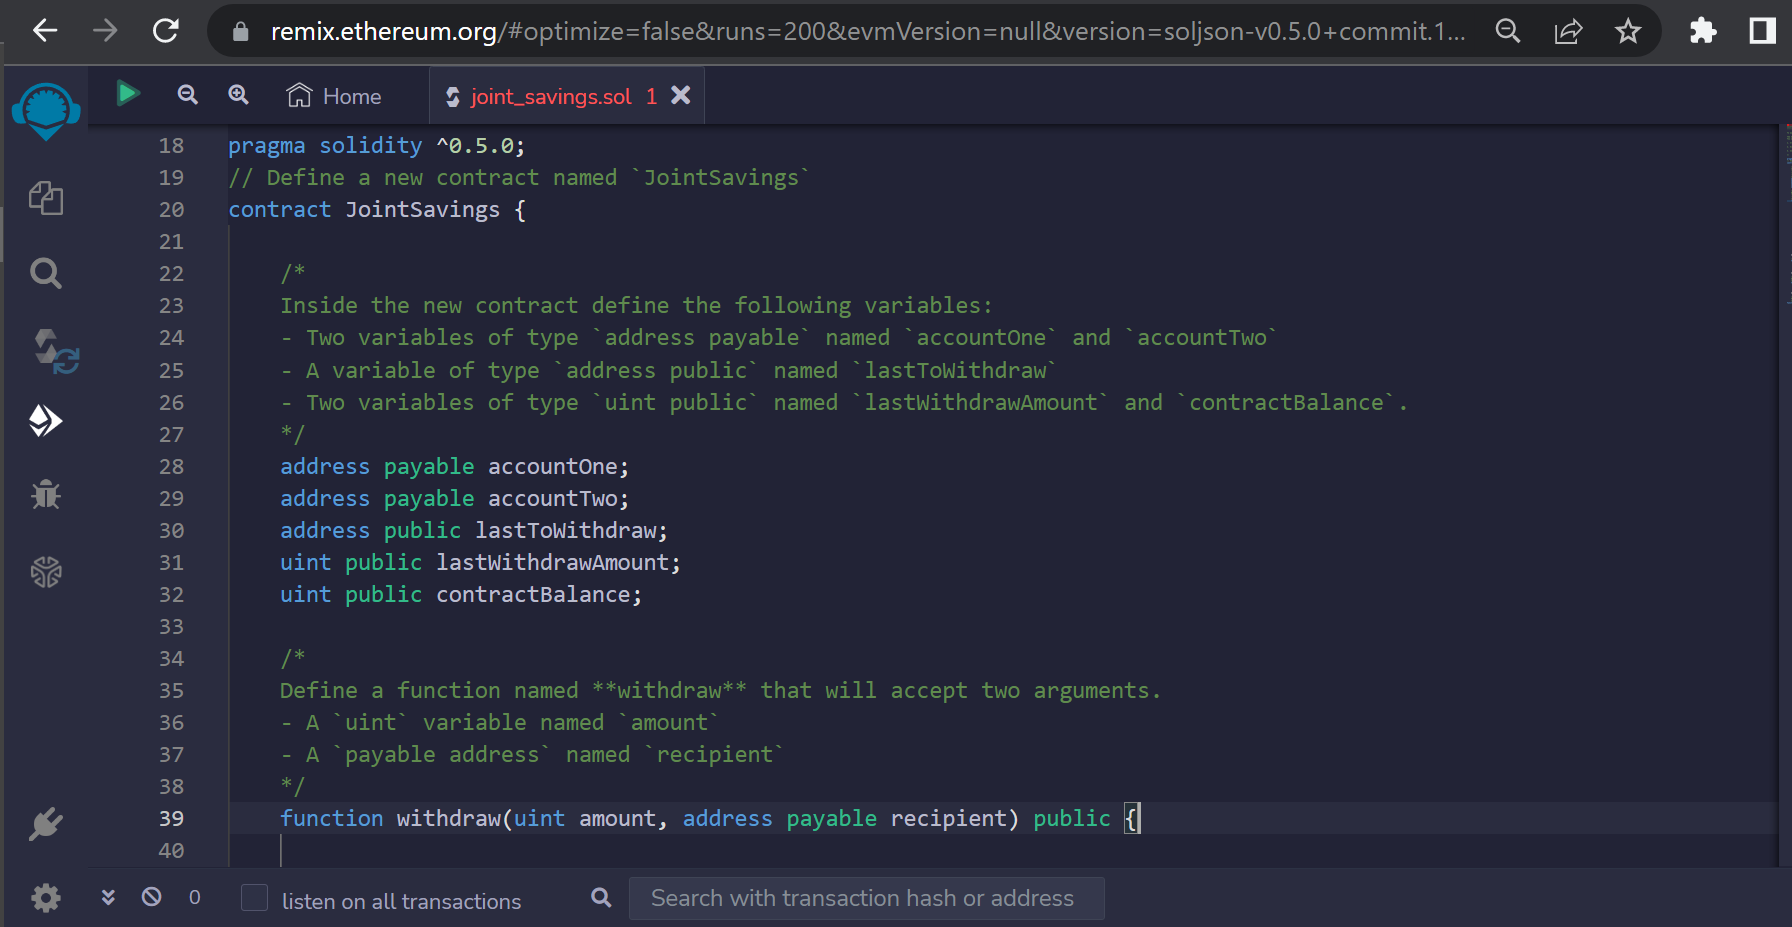 remix.ethereum.org/#optimize=false&runs=200&evmVersion=null&version=soljson-v0.5.0+commit.1...
Home joint_savings.sol 1
18 pragma solidity ^0.5.0;
19 // Define a new contract named `JointSavings`
20 contract JointSavings {
21
22 /*
23 Inside the new contract define the following variables:
24 - Two variables of type `address payable` named `accountOne` and `accountTwo`
25 - A variable of type `address public` named `lastToWithdraw`
26 - Two variables of type `uint public` named `lastWithdrawAmount` and `contractBalance`.
27 */
28 address payable accountOne;
29 address payable accountTwo;
30 address public lastToWithdraw;
31 uint public lastWithdrawAmount;
32 uint public contractBalance;
33
34 /*
35 Define a function named **withdraw** that will accept two arguments.
36 - A `uint` variable named `amount`
37 - A `payable address` named `recipient`
38 */
39 function withdraw(uint amount, address payable recipient) public {
40
0 listen on all transactions Search with transaction hash or address